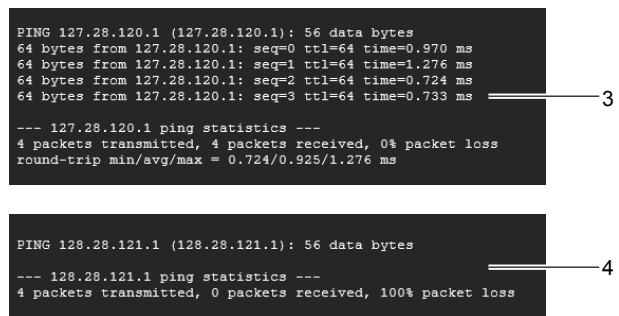 PING 127.28.120.1 (127.28.120.1): 56 data bytes
64 bytes from 127.28.120.1: seq=0 ttl=64 time=0.970 ms
64 bytes from 127.28.120.1: seq=1 ttl=64 time=1.276 ms
64 bytes from 127.28.120.1: seq=2 ttl=64 time=0.724 ms
64 bytes from 127.28.120.1: seq=3 ttl=64 time=0.733 ms
3
--- 127.28.120.1 ping statistics ---
4 packets transmitted, 4 packets received, 0% packet loss
round-trip min/avg/max = 0.724/0.925/1.276 ms
PING 128.28.121.1 (128.28.121.1): 56 data bytes
4
--- 128.28.121.1 ping statistics ---
4 packets transmitted, 0 packets received, 100% packet loss